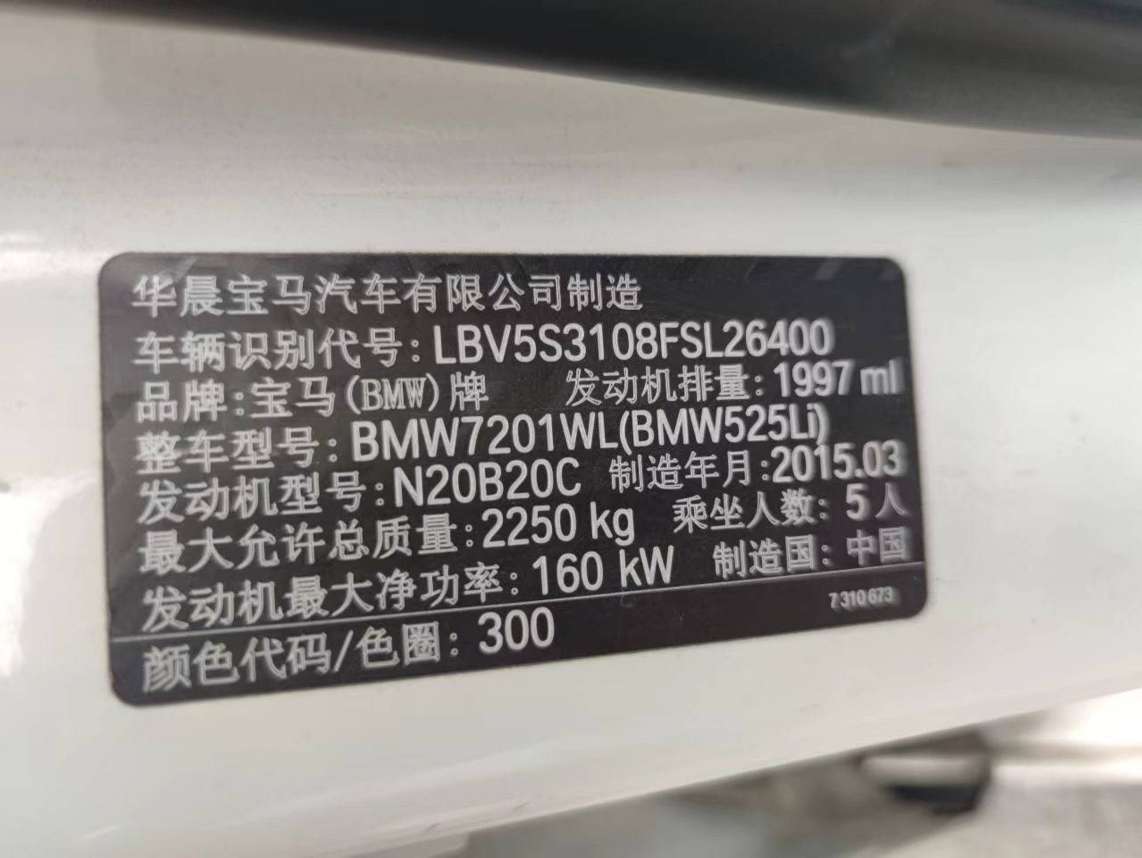 华晨宝马汽车有限公司制造
车辆识别代号: LBV5S3108FSL26400
品牌: 宝马(BMW)牌 发动机排量: 1997 ml
整车型号: BMW7201WL(BMW525Li)
发动机型号: N20B20C 制造年月: 2015.03
最大允许总质量: 2250 kg 乘坐人数: 5人
发动机最大净功率: 160 kW 制造国: 中国
7 310 673
颜色代码/色圈: 300